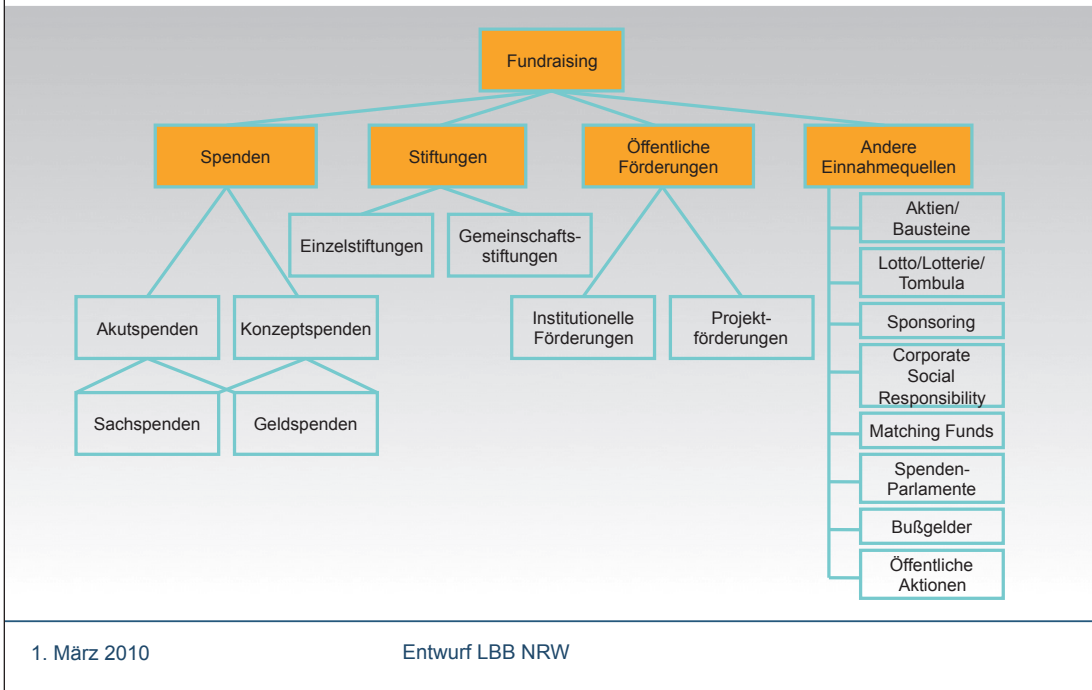 Fundraising
Spenden
Stiftungen
Öffentliche
Förderungen
Andere
Einnahmequellen
Einzelstiftungen
Gemeinschafts-
stiftungen
Akutspenden
Konzeptspenden
Sachspenden
Geldspenden
Institutionelle
Förderungen
Projekt-
förderungen
Aktien/
Bausteine
Lotto/Lotterie/
Tombula
Sponsoring
Corporate
Social
Responsibility
Matching Funds
Spenden-
Parlamente
Bußgelder
Öffentliche
Aktionen
1. März 2010
Entwurf LBB NRW